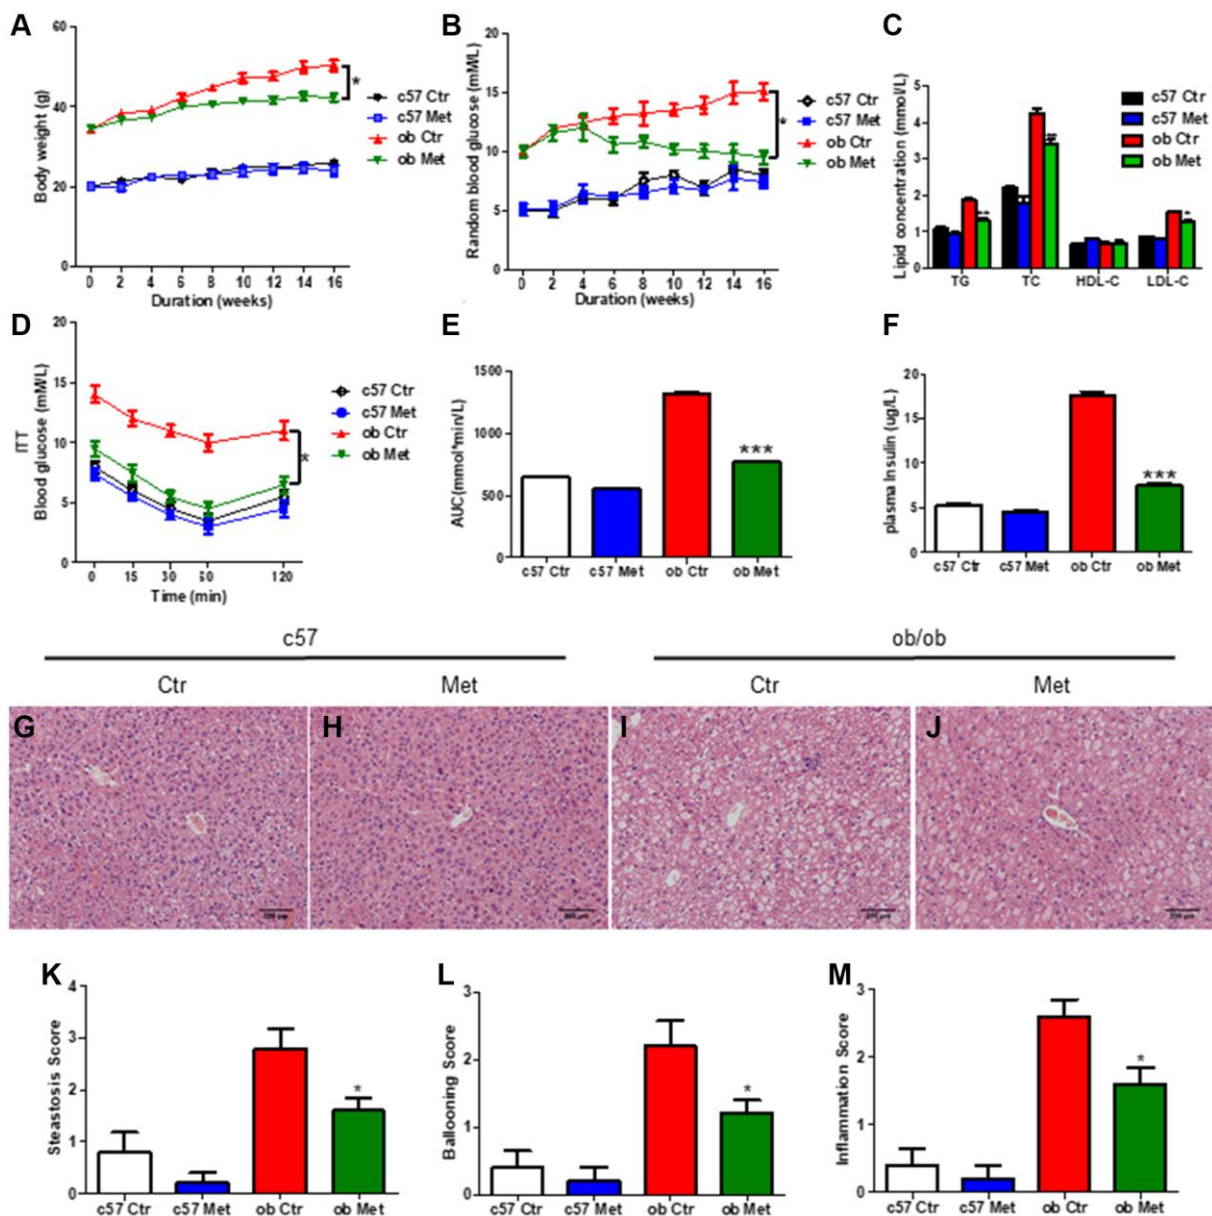 A
Body weight (g)
60
40
20
0
0 2 4 6 8 10 12 14 16
Duration (weeks)
*
c57 Ctr
c57 Met
ob Ctr
ob Met
B
Random blood glucose (mM/L)
20
15
10
5
0
0 2 4 6 8 10 12 14 16
Duration (weeks)
*
c57 Ctr
c57 Met
ob Ctr
ob Met
C
Lipid concentration (mmol/L)
5
4
3
2
1
0
** ** *
TG TC HDL-C LDL-C
c57 Ctr
c57 Met
ob Ctr
ob Met
D
ITT
Blood glucose (mM/L)
20
15
10
5
0
0 15 30 60 120
Time (min)
*
c57 Ctr
c57 Met
ob Ctr
ob Met
E
AUC(mmol*min/L)
1500
1000
500
0
***
c57 Ctr c57 Met ob Ctr ob Met
F
plasma Insulin (ug/L)
20
15
10
5
0
***
c57 Ctr c57 Met ob Ctr ob Met
c57 ob/ob
Ctr Met Ctr Met
G H I J
K
Steastosis Score
4
3
2
1
0
*
c57 Ctr c57 Met ob Ctr ob Met
L
Ballooning Score
3
2
1
0
*
c57 Ctr c57 Met ob Ctr ob Met
M
Inflammation Score
3
2
1
0
*
c57 Ctr c57 Met ob Ctr ob Met